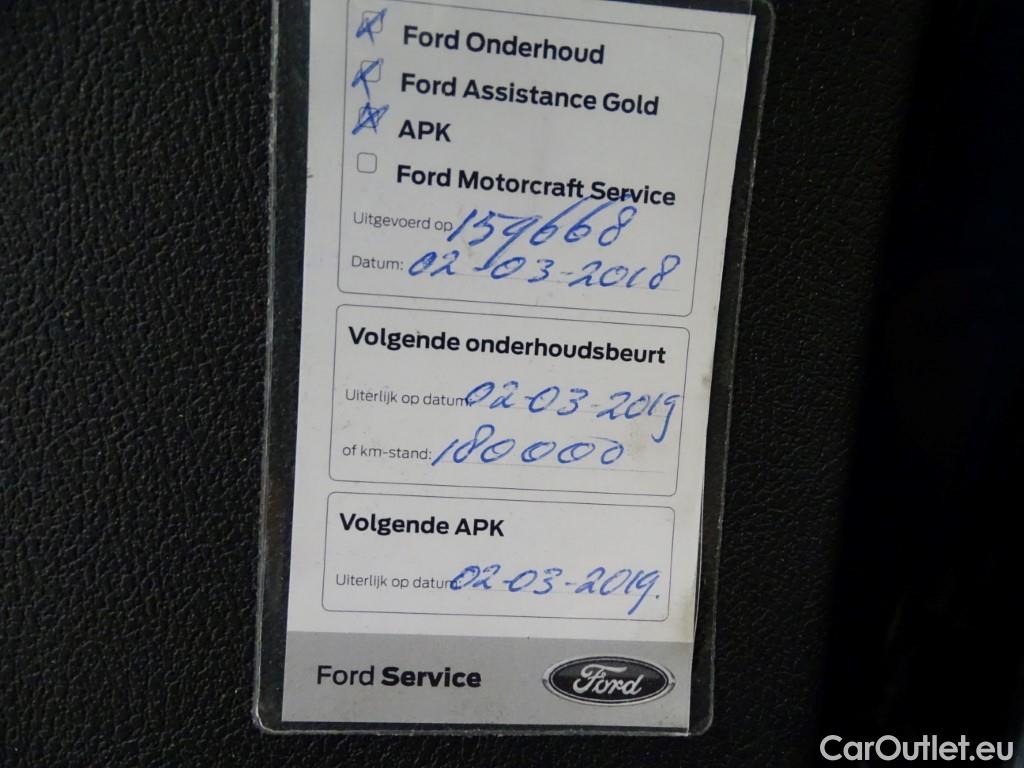 Ford Onderhoud
Ford Assistance Gold
APK
Ford Motorcraft Service
Uitgevoerd op 159668
Datum: 02-03-2018
Volgende onderhoudsbeurt
Uiterlijk op datum: 02-03-2019
of km-stand: 180000
Volgende APK
Uiterlijk op datum: 02-03-2019.
Ford Service
Ford
CarOutlet.eu